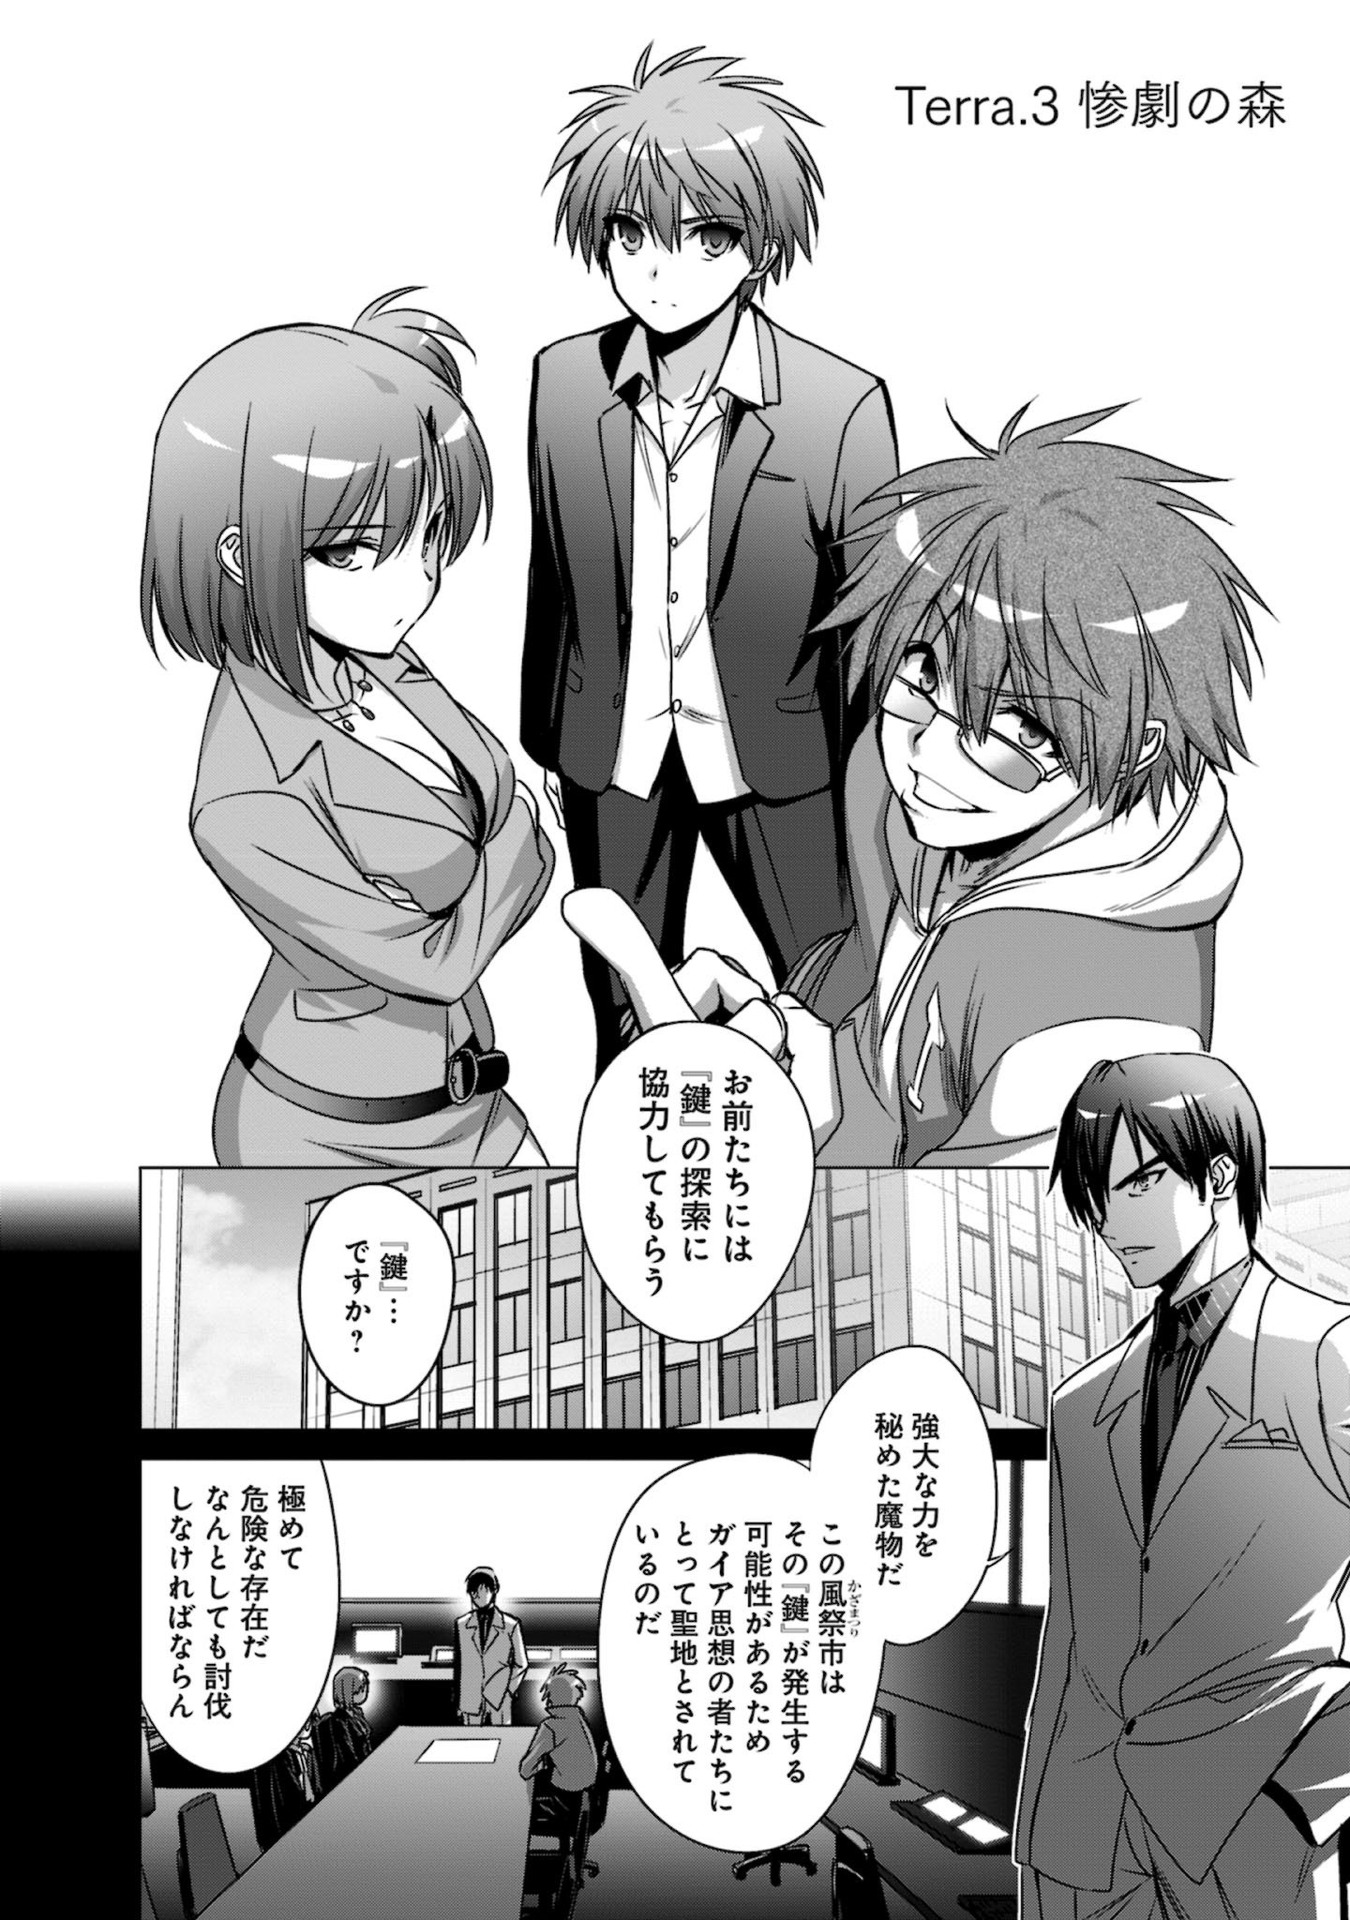 Terra.3 惨劇の森
お前たちには
『鍵』の探索に
協力してもらう
『鍵』…
ですか?
強大な力を
秘めた魔物だ
この風祭市は
かざまつり
その『鍵』が発生する
可能性があるため
ガイア思想の者たちに
とって聖地とされて
いるのだ
極めて
危険な存在だ
なんとしても討伐
しなければならん